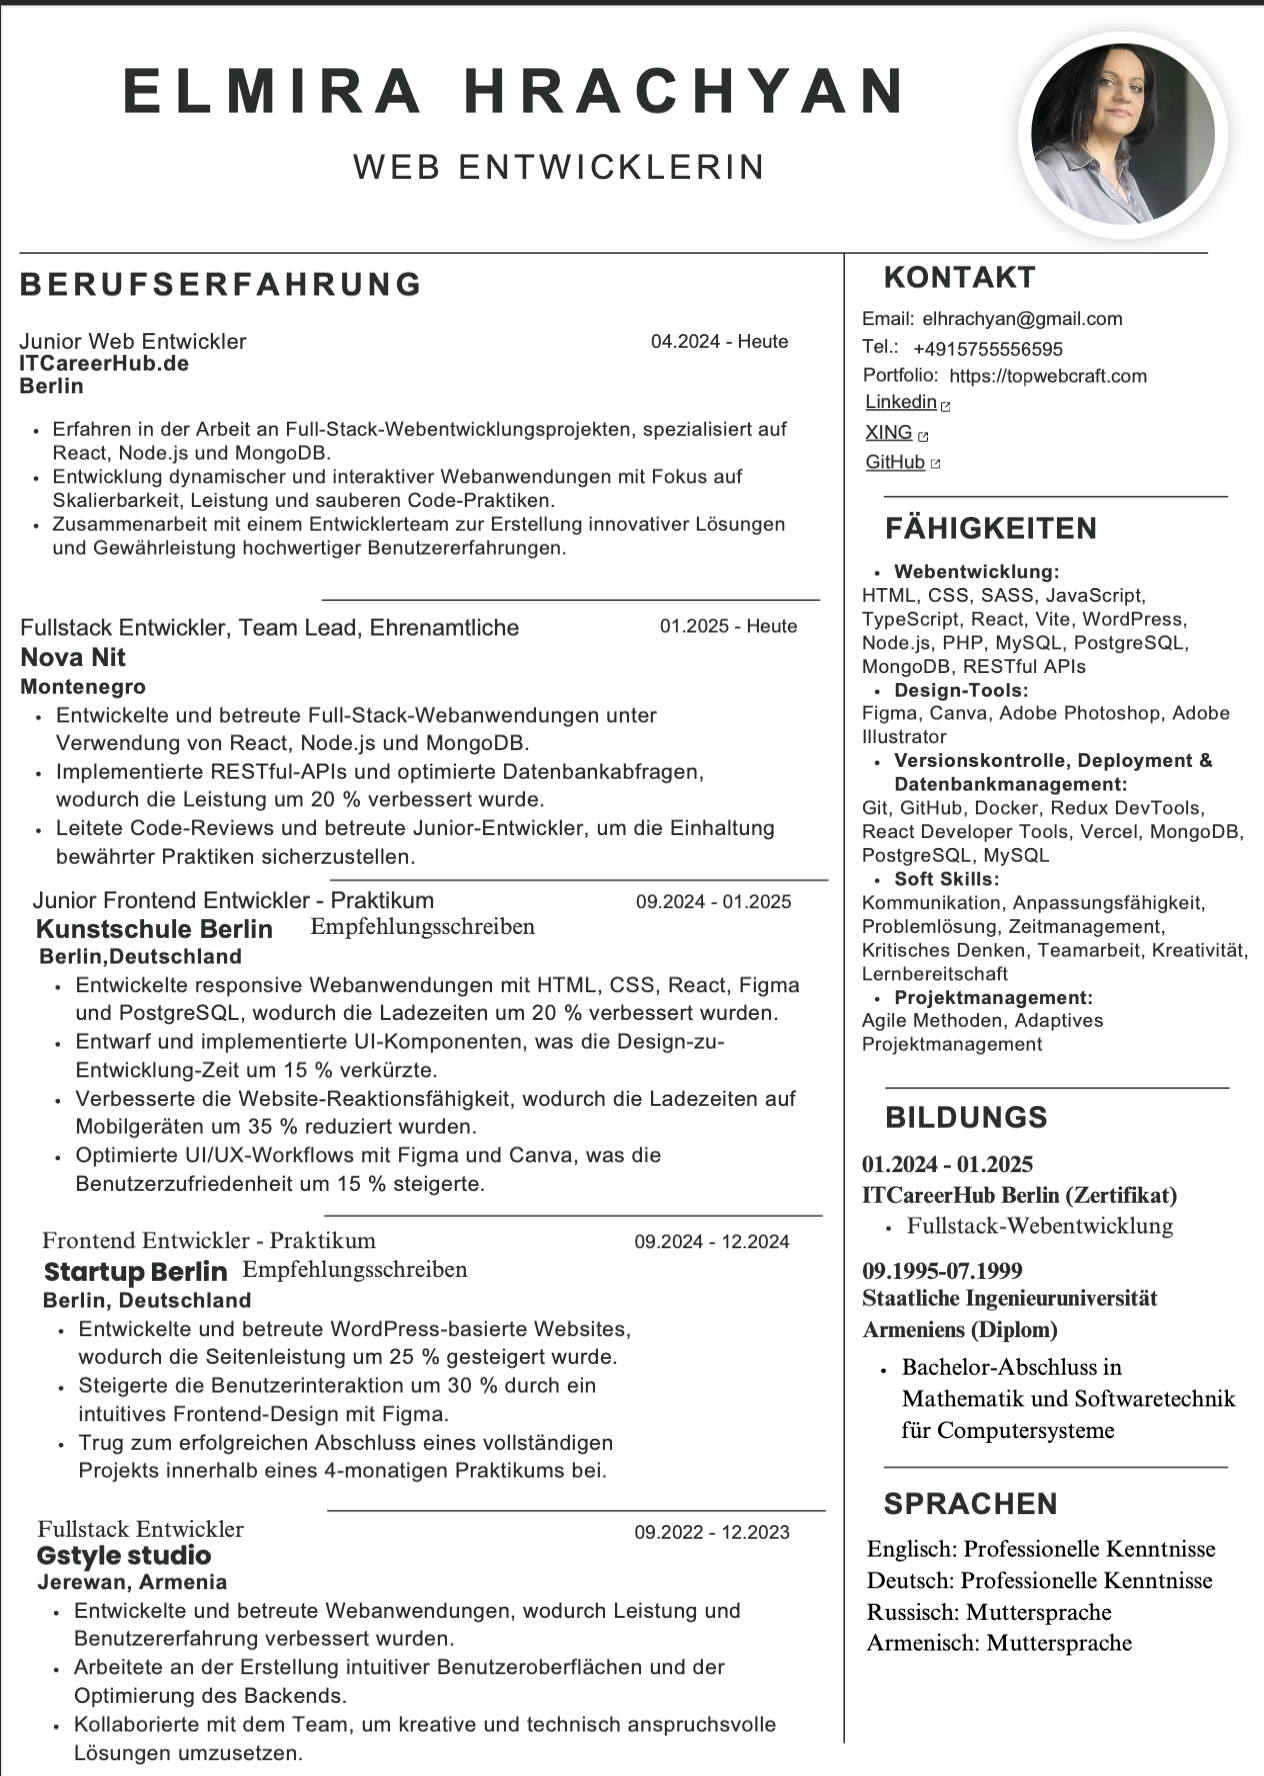 ELMIRA HRACHYAN
WEB ENTWICKLERIN
BERUFSERFAHRUNG
Junior Web Entwickler
04.2024 - Heute
ITCareerHub.de
Berlin
• Erfahren in der Arbeit an Full-Stack-Webentwicklungsprojekten, spezialisiert auf
React, Node.js und MongoDB.
• Entwicklung dynamischer und interaktiver Webanwendungen mit Fokus auf
Skalierbarkeit, Leistung und sauberen Code-Praktiken.
• Zusammenarbeit mit einem Entwicklerteam zur Erstellung innovativer Lösungen
und Gewährleistung hochwertiger Benutzererfahrungen.
Fullstack Entwickler, Team Lead, Ehrenamtliche
01.2025 - Heute
Nova Nit
Montenegro
• Entwickelte und betreute Full-Stack-Webanwendungen unter
Verwendung von React, Node.js und MongoDB.
• Implementierte RESTful-APIs und optimierte Datenbankabfragen,
wodurch die Leistung um 20 % verbessert wurde.
• Leitete Code-Reviews und betreute Junior-Entwickler, um die Einhaltung
bewährter Praktiken sicherzustellen.
Junior Frontend Entwickler - Praktikum
09.2024 - 01.2025
Kunstschule Berlin Empfehlungsschreiben
Berlin,Deutschland
• Entwickelte responsive Webanwendungen mit HTML, CSS, React, Figma
und PostgreSQL, wodurch die Ladezeiten um 20 % verbessert wurden.
• Entwarf und implementierte UI-Komponenten, was die Design-zu-
Entwicklung-Zeit um 15 % verkürzte.
• Verbesserte die Website-Reaktionsfähigkeit, wodurch die Ladezeiten auf
Mobilgeräten um 35 % reduziert wurden.
• Optimierte UI/UX-Workflows mit Figma und Canva, was die
Benutzerzufriedenheit um 15 % steigerte.
Frontend Entwickler - Praktikum
09.2024 - 12.2024
Startup Berlin Empfehlungsschreiben
Berlin, Deutschland
• Entwickelte und betreute WordPress-basierte Websites,
wodurch die Seitenleistung um 25 % gesteigert wurde.
• Steigerte die Benutzerinteraktion um 30 % durch ein
intuitives Frontend-Design mit Figma.
• Trug zum erfolgreichen Abschluss eines vollständigen
Projekts innerhalb eines 4-monatigen Praktikums bei.
Fullstack Entwickler
09.2022 - 12.2023
Gstyle studio
Jerewan, Armenia
• Entwickelte und betreute Webanwendungen, wodurch Leistung und
Benutzererfahrung verbessert wurden.
• Arbeitete an der Erstellung intuitiver Benutzeroberflächen und der
Optimierung des Backends.
• Kollaborierte mit dem Team, um kreative und technisch anspruchsvolle
Lösungen umzusetzen.
KONTAKT
Email: elhrachyan@gmail.com
Tel.: +4915755556595
Portfolio: https://topwebcraft.com
Linkedin
XING
GitHub
FÄHIGKEITEN
• Webentwicklung:
HTML, CSS, SASS, JavaScript,
TypeScript, React, Vite, WordPress,
Node.js, PHP, MySQL, PostgreSQL,
MongoDB, RESTful APIs
• Design-Tools:
Figma, Canva, Adobe Photoshop, Adobe
Illustrator
• Versionskontrolle, Deployment &
Datenbankmanagement:
Git, GitHub, Docker, Redux DevTools,
React Developer Tools, Vercel, MongoDB,
PostgreSQL, MySQL
• Soft Skills:
Kommunikation, Anpassungsfähigkeit,
Problemlösung, Zeitmanagement,
Kritisches Denken, Teamarbeit, Kreativität,
Lernbereitschaft
• Projektmanagement:
Agile Methoden, Adaptives
Projektmanagement
BILDUNGS
01.2024 - 01.2025
ITCareerHub Berlin (Zertifikat)
• Fullstack-Webentwicklung
09.1995-07.1999
Staatliche Ingenieuruniversität
Armeniens (Diplom)
• Bachelor-Abschluss in
Mathematik und Softwaretechnik
für Computersysteme
SPRACHEN
Englisch: Professionelle Kenntnisse
Deutsch: Professionelle Kenntnisse
Russisch: Muttersprache
Armenisch: Muttersprache